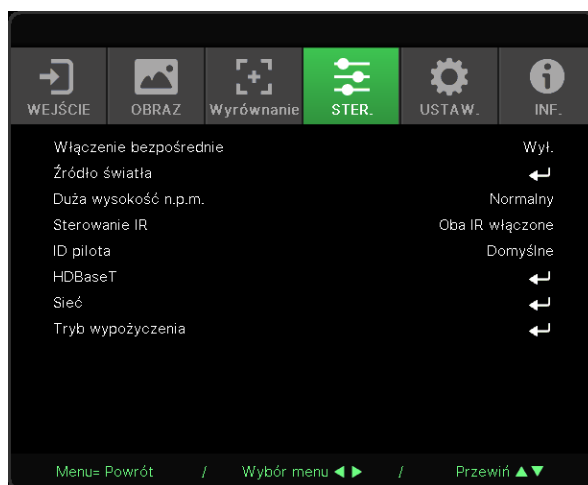 WEJŚCIE OBRAZ Wyrównanie STER. USTAW. INF.
Włączenie bezpośrednie Wył.
Źródło światła
Duża wysokość n.p.m. Normalny
Sterowanie IR Oba IR włączone
ID pilota Domyślne
HDBaseT
Sieć
Tryb wypożyczenia
Menu= Powrót / Wybór menu ◀ ▶ / Przewiń ▲▼